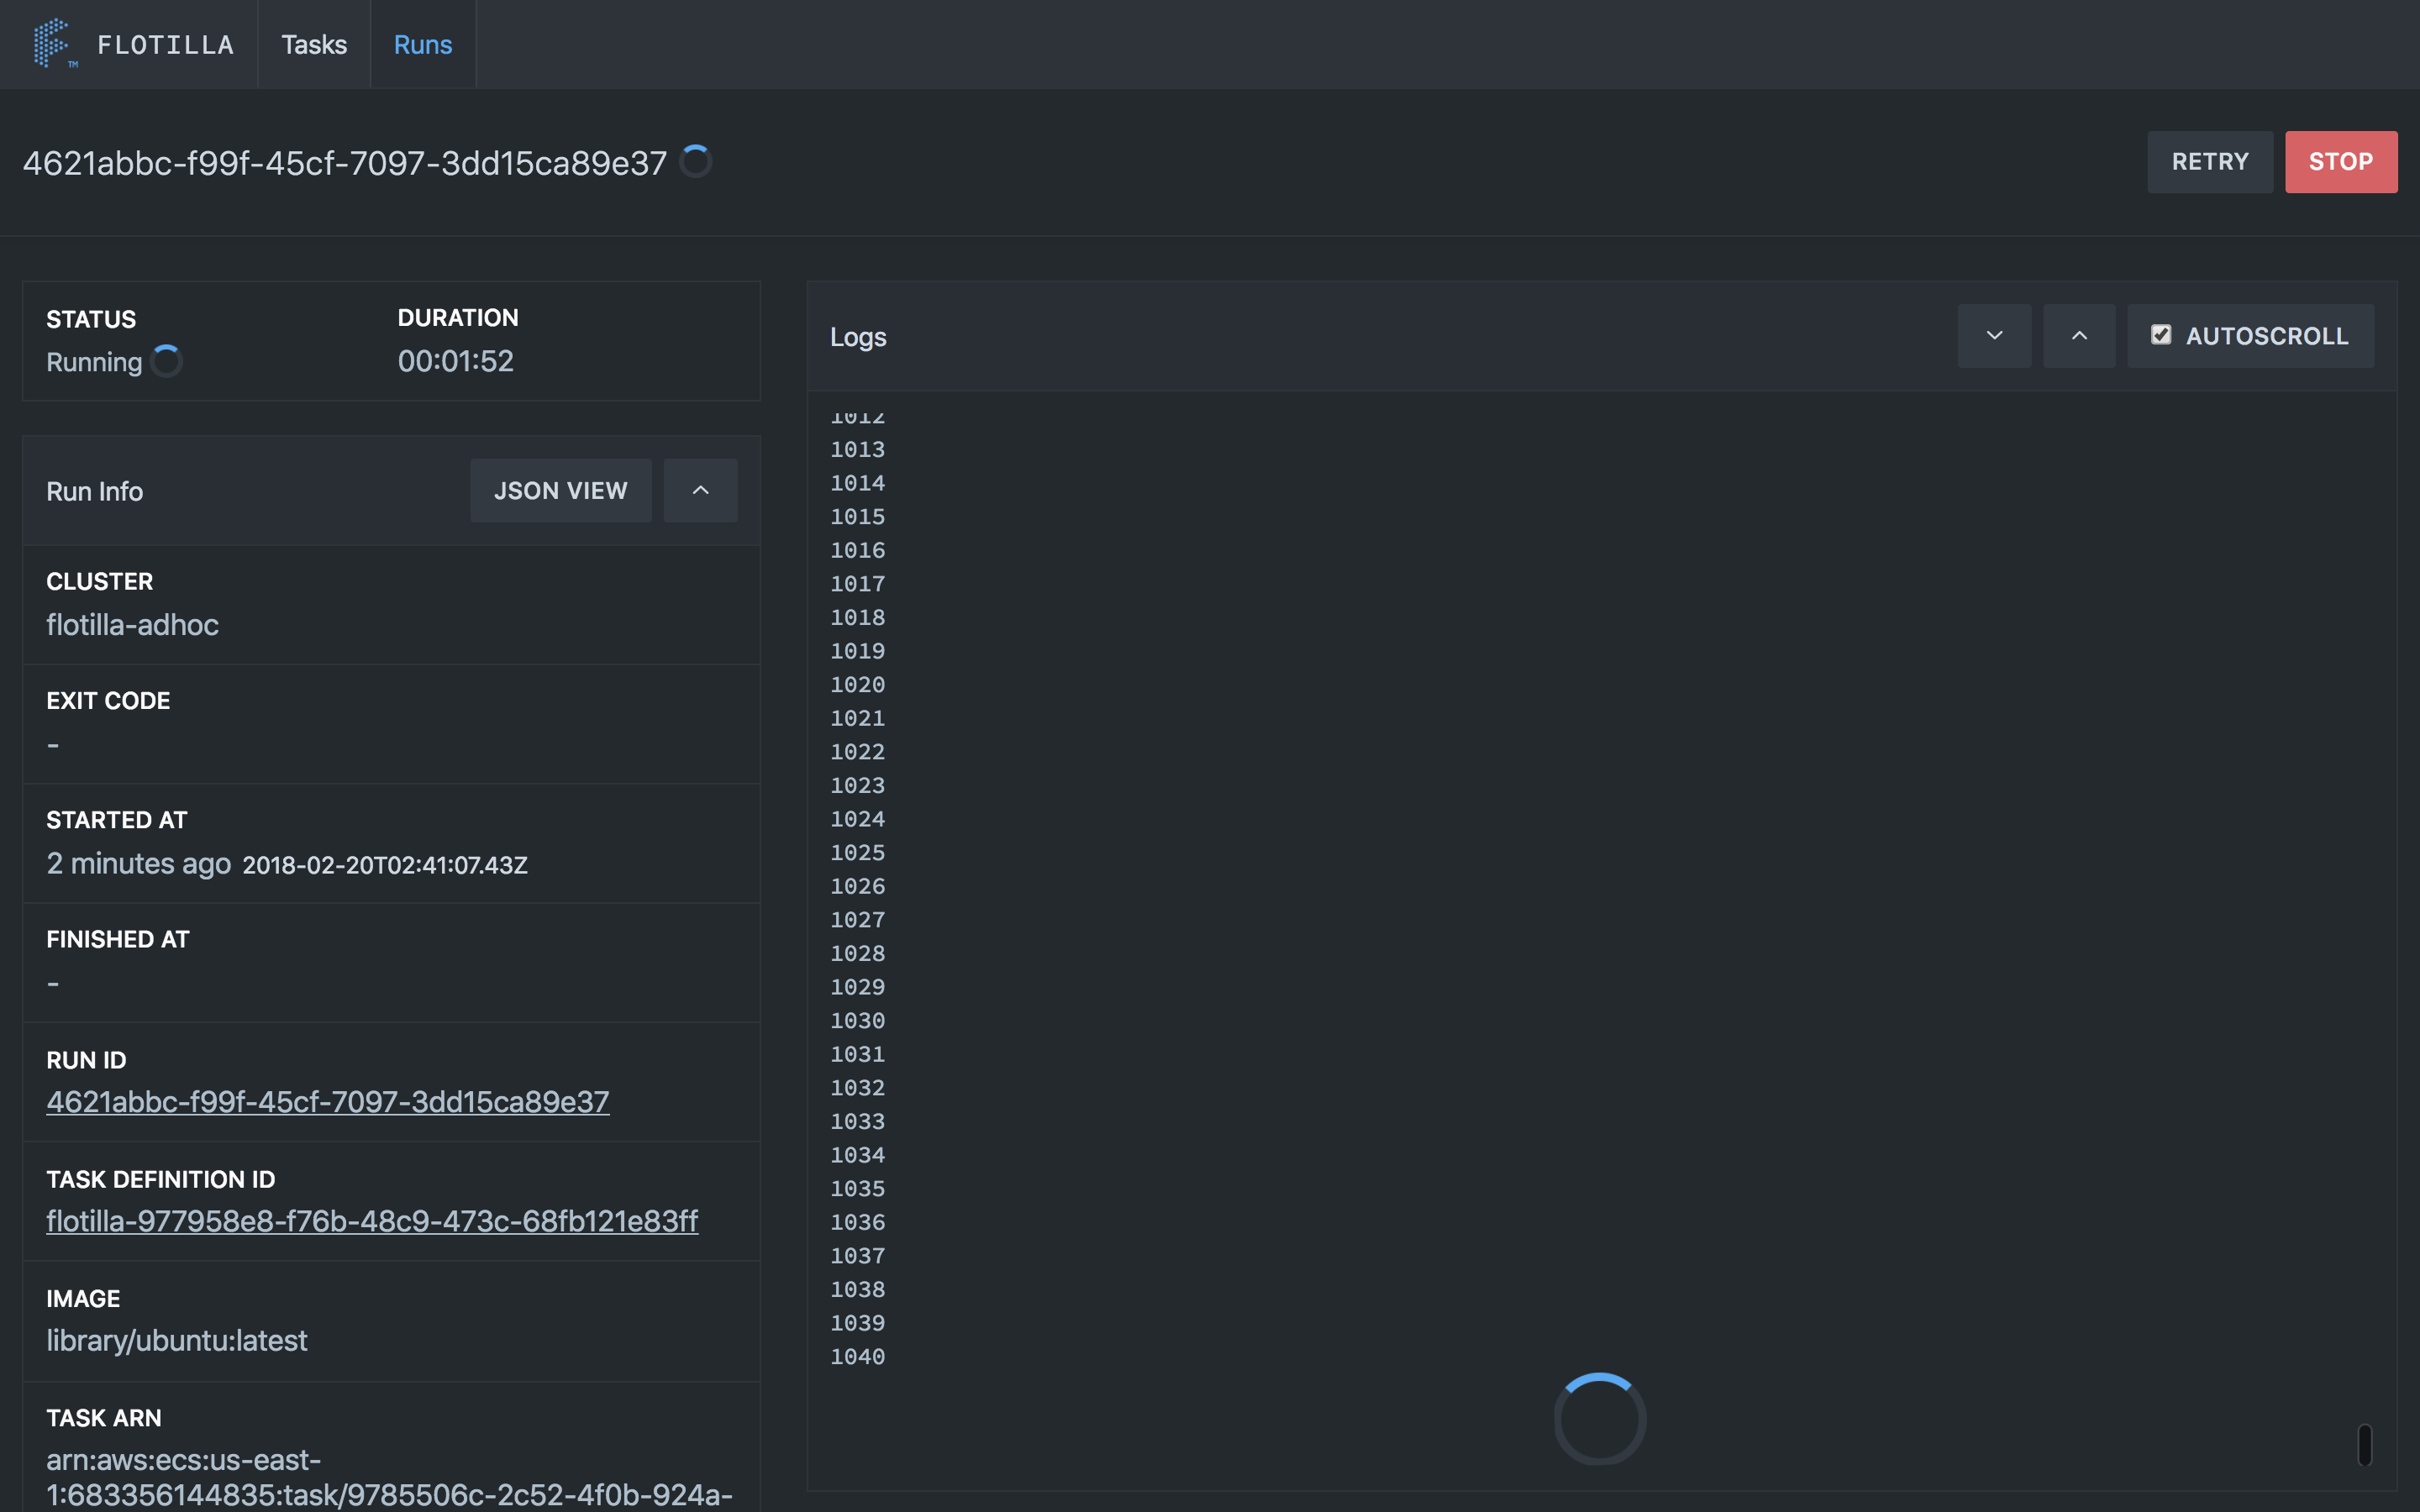 FLOTILLA
Tasks
Runs
4621abbc-f99f-45cf-7097-3dd15ca89e37
RETRY
STOP
STATUS
Running
DURATION
00:01:52
Run Info
JSON VIEW
CLUSTER
flotilla-adhoc
EXIT CODE
-
STARTED AT
2 minutes ago 2018-02-20T02:41:07.43Z
FINISHED AT
-
RUN ID
4621abbc-f99f-45cf-7097-3dd15ca89e37
TASK DEFINITION ID
flotilla-977958e8-f76b-48c9-473c-68fb121e83ff
IMAGE
library/ubuntu:latest
TASK ARN
arn:aws:ecs:us-east-
1:683356144835:task/9785506c-2c52-4f0b-924a-
Logs
AUTOSCROLL
1012
1013
1014
1015
1016
1017
1018
1019
1020
1021
1022
1023
1024
1025
1026
1027
1028
1029
1030
1031
1032
1033
1034
1035
1036
1037
1038
1039
1040